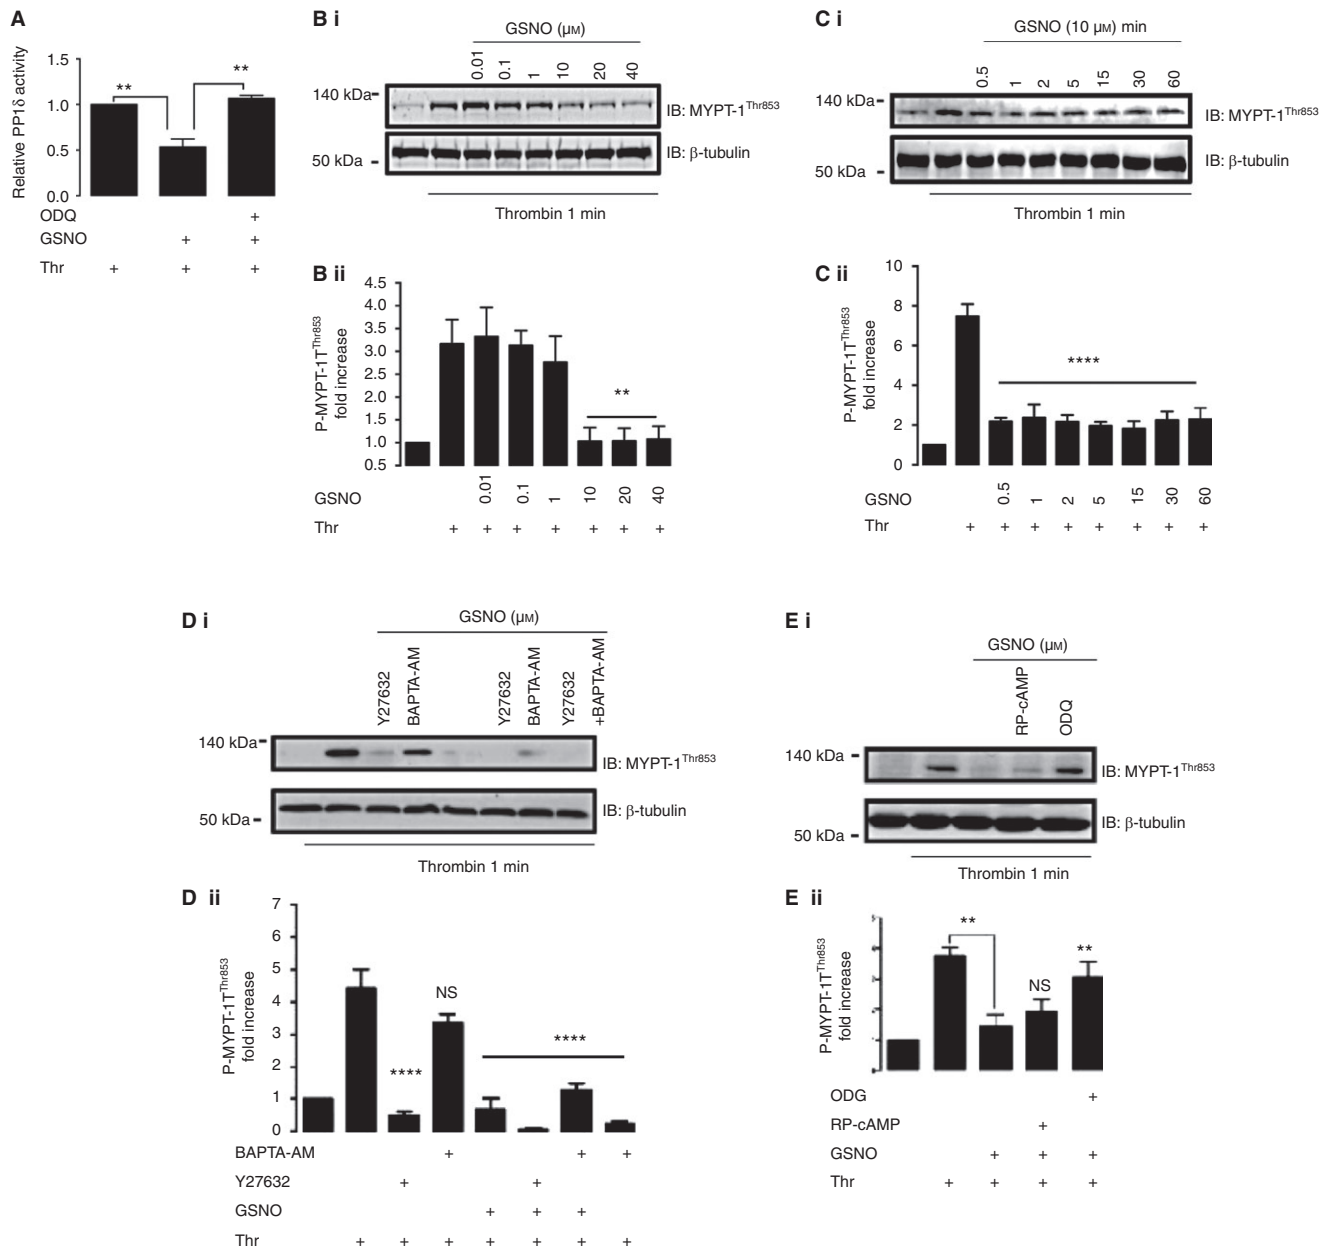 A
Relative PP1δ activity
1.5
1.0
0.5
0.0
**
**
ODQ +
GSNO + +
Thr + + +
B i
GSNO (μM)
0.01 0.1 1 10 20 40
140 kDa
IB: MYPT-1Thr853
IB: β-tubulin
50 kDa
Thrombin 1 min
B ii
P-MYPT-1TThr853
fold increase
4.5
4.0
3.5
3.0
2.5
2.0
1.5
1.0
0.5
**
GSNO 0.01 0.1 1 10 20 40
Thr + + + + + + +
C i
GSNO (10 μM) min
0.5 1 2 5 15 30 60
140 kDa
IB: MYPT-1Thr853
IB: β-tubulin
50 kDa
Thrombin 1 min
C ii
P-MYPT-1TThr853
fold increase
10
8
6
4
2
0
****
GSNO 0.5 1 2 5 15 30 60
Thr + + + + + + + +
D i
GSNO (μM)
Y27632 BAPTA-AM Y27632 BAPTA-AM Y27632 +BAPTA-AM
140 kDa
IB: MYPT-1Thr853
IB: β-tubulin
50 kDa
Thrombin 1 min
D ii
P-MYPT-1TThr853
fold increase
7
6
5
4
3
2
1
0
****
NS
****
BAPTA-AM + + +
Y27632 + +
GSNO + + +
Thr + + + + + + +
E i
GSNO (μM)
RP-cAMP ODQ
140 kDa
IB: MYPT-1Thr853
IB: β-tubulin
50 kDa
Thrombin 1 min
E ii
P-MYPT-1TThr853
fold increase
**
NS
**
ODG +
RP-cAMP +
GSNO + + +
Thr + + + +